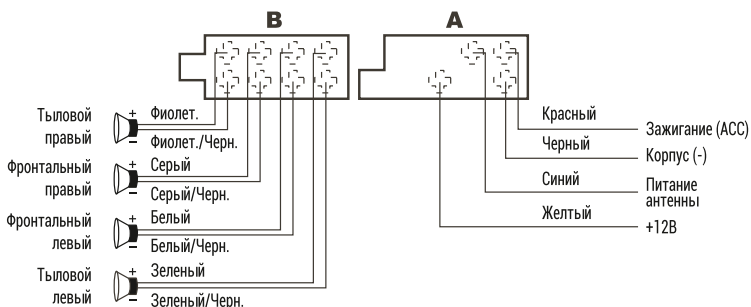 B
A
Тыловой
правый
+
−
Фиолет.
Фиолет./Черн.
Фронтальный
правый
+
−
Серый
Серый/Черн.
Фронтальный
левый
+
−
Белый
Белый/Черн.
Тыловой
левый
+
−
Зеленый
Зеленый/Черн.
Красный
Зажигание (ACC)
Черный
Корпус (-)
Синий
Питание
антенны
Желтый
+12В